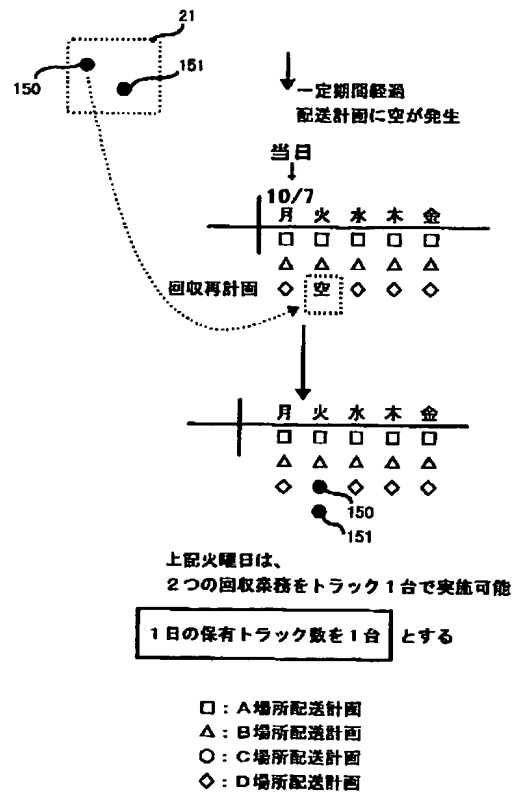 21
150
151
一定期間経過
配送計画に空が発生
当日
10/7
月 火 水 木 金
□ □ □ □ □
△ △ △ △ △
回収再計画 ◇ 空 ◇ ◇ ◇
月 火 水 木 金
□ □ □ □ □
△ △ △ △ △
◇ ● ◇ ◇ ◇
150
151
上記火曜日は、
2つの回収業務をトラック1台で実施可能
1日の保有トラック数を1台 とする
□:A場所配送計画
△:B場所配送計画
○:C場所配送計画
◇:D場所配送計画